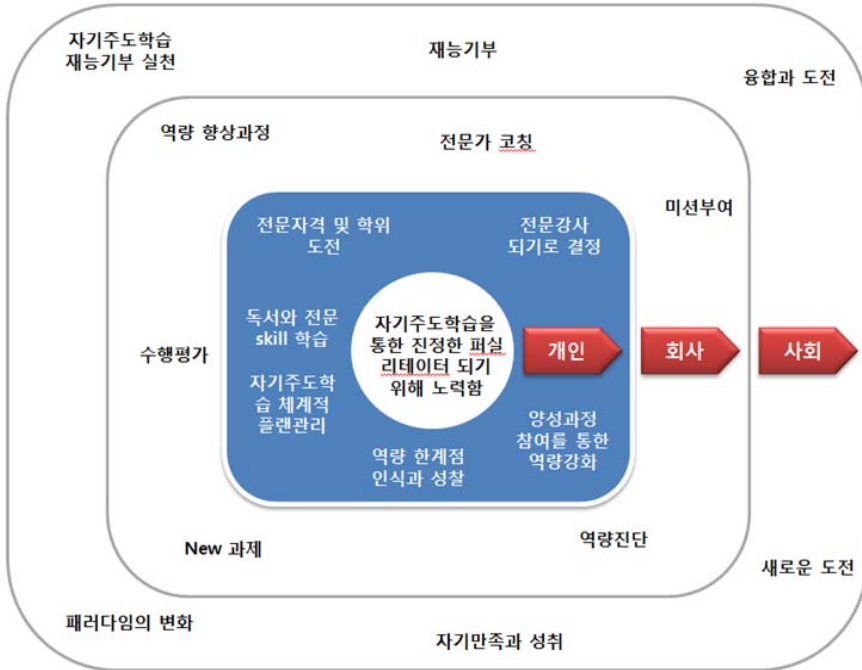 자기주도학습
재능기부 실천
재능기부
융합과 도전
역량 향상과정
전문가 코칭
미션부여
전문자격 및 학위
도전
전문강사
되기로 결정
수행평가
독서와 전문
skill 학습
자기주도학
습 체계적
플랜관리
자기주도학습을
통한 진정한 퍼실
리테이터 되기
위해 노력함
개인
회사
사회
양성과정
참여를 통한
역량강화
역량 한계점
인식과 성찰
New 과제
역량진단
새로운 도전
패러다임의 변화
자기만족과 성취